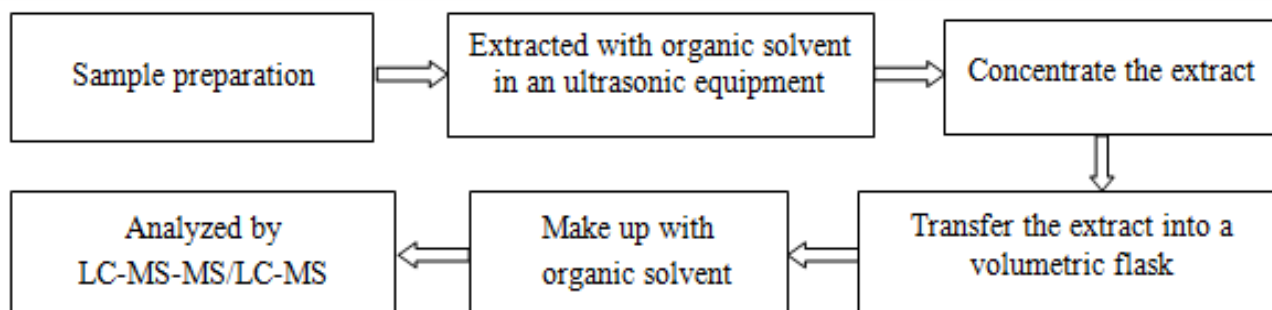 Sample preparation
Extracted with organic solvent
in an ultrasonic equipment
Concentrate the extract
Transfer the extract into a
volumetric flask
Make up with
organic solvent
Analyzed by
LC-MS-MS/LC-MS